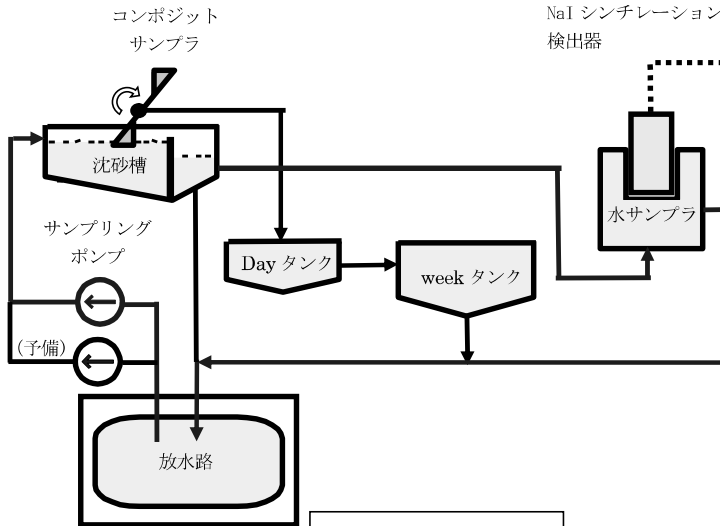 コンポジット
サンプラ
NaI シンチレーション
検出器
沈砂槽
水サンプラ
サンプリング
ポンプ
Day タンク
week タンク
(予備)
放水路